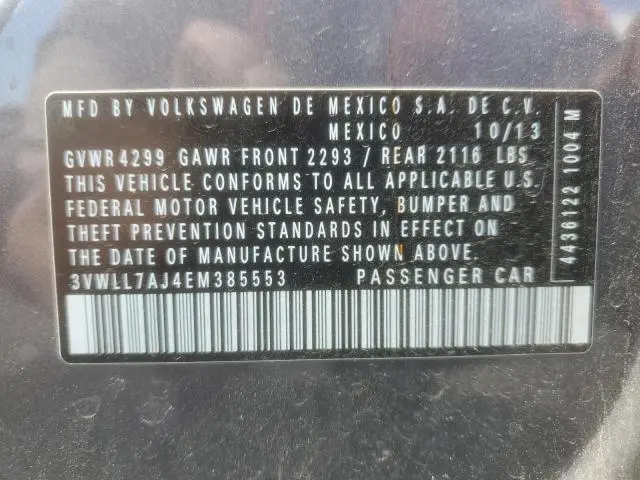 MFD BY VOLKSWAGEN DE MEXICO S.A. DE C.V.
MEXICO 10/13
GVWR 4299 GAWR FRONT 2293 / REAR 2116 LBS
THIS VEHICLE CONFORMS TO ALL APPLICABLE U.S.
FEDERAL MOTOR VEHICLE SAFETY, BUMPER AND
THEFT PREVENTION STANDARDS IN EFFECT ON
THE DATE OF MANUFACTURE SHOWN ABOVE.
3VWLL7AJ4EM385553 PASSENGER CAR
4436122 1004 M